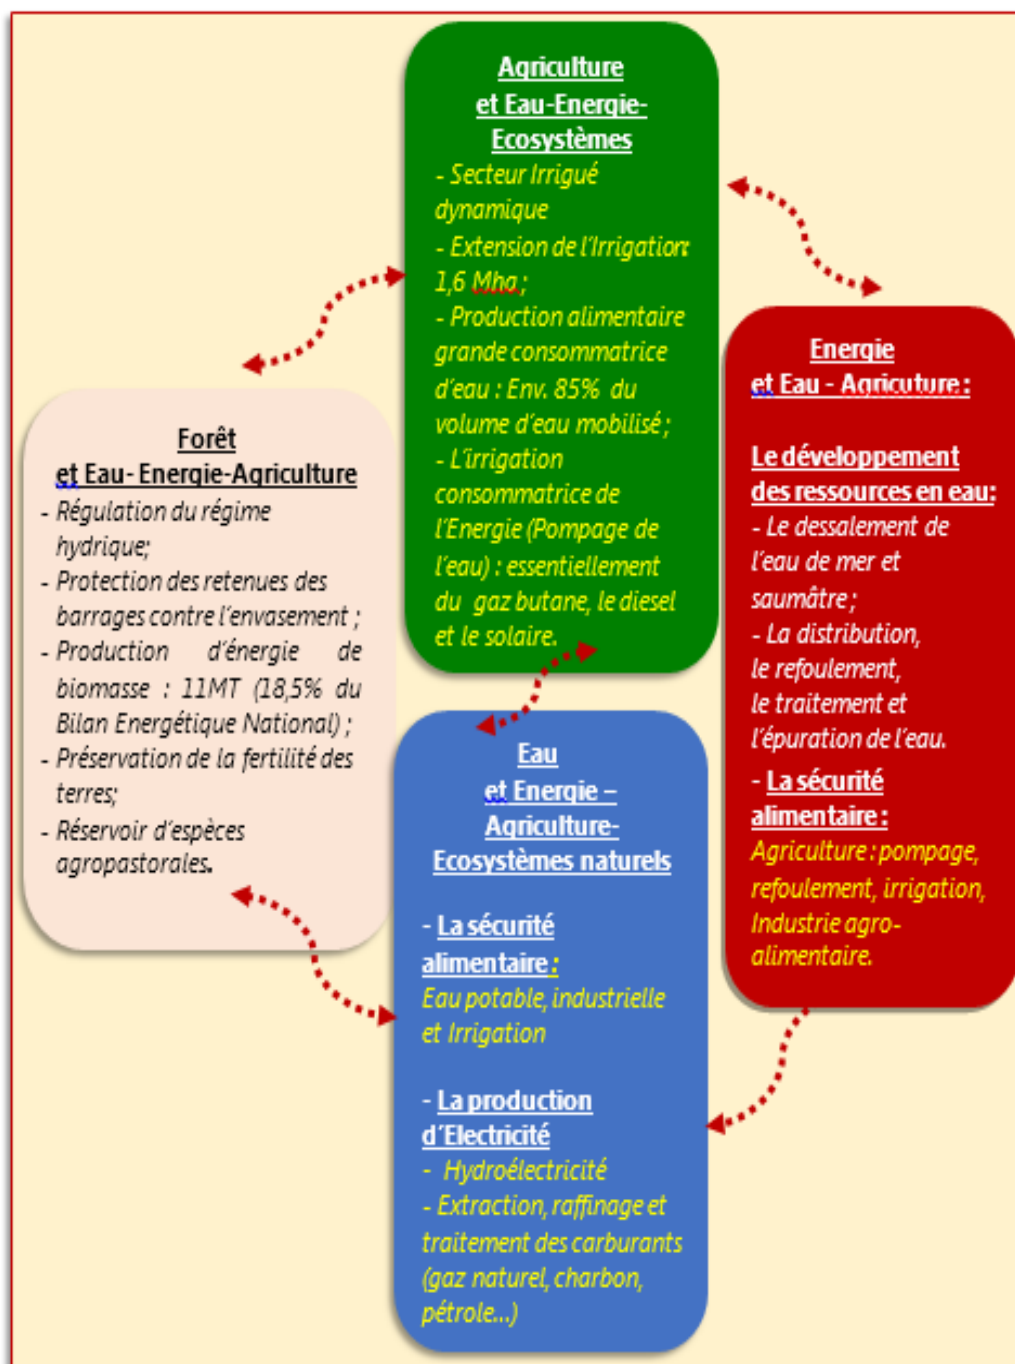 Agriculture
et Eau-Energie-
Ecosystèmes
- Secteur Irrigué
dynamique
- Extension de l'Irrigation:
1,6 Mha ;
- Production alimentaire
grande consommatrice
d'eau : Env. 85% du
volume d'eau mobilisé ;
- L'irrigation
consommatrice de
l'Energie (Pompage de
l'eau) : essentiellement
du gaz butane, le diesel
et le solaire.
Forêt
et Eau- Energie-Agriculture
- Régulation du régime
hydrique;
- Protection des retenues des
barrages contre l'envasement ;
- Production d'énergie de
biomasse : 11MT (18,5% du
Bilan Energétique National) ;
- Préservation de la fertilité des
terres;
- Réservoir d'espèces
agropastorales.
Energie
et Eau - Agricuture :
Le développement
des ressources en eau:
- Le dessalement de
l'eau de mer et
saumâtre ;
- La distribution,
le refoulement,
le traitement et
l'épuration de l'eau.
- La sécurité
alimentaire :
Agriculture : pompage,
refoulement, irrigation,
Industrie agro-
alimentaire.
Eau
et Energie –
Agriculture-
Ecosystèmes naturels
- La sécurité
alimentaire :
Eau potable, industrielle
et Irrigation
- La production
d'Electricité
- Hydroélectricité
- Extraction, raffinage et
traitement des carburants
(gaz naturel, charbon,
pétrole...)